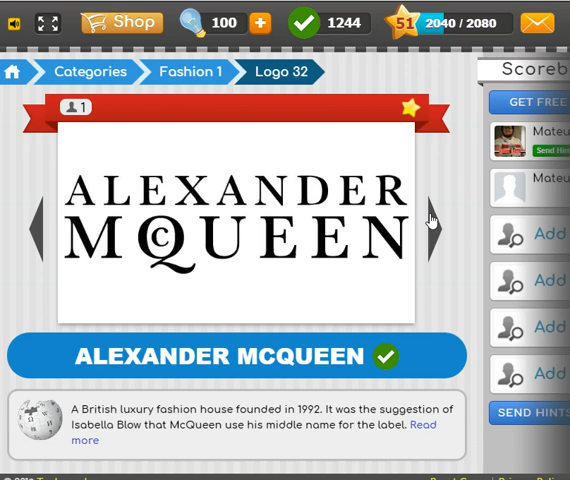 Shop 100 1244 51 2040 / 2080
Categories Fashion 1 Logo 32
Scoreb
1
GET FREE
ALEXANDER
McQUEEN
Mateu
Send Hin
Mateu
Add
Add
Add
Add
ALEXANDER MCQUEEN
SEND HINTS
A British luxury fashion house founded in 1992. It was the suggestion of
Isabella Blow that McQueen use his middle name for the label. Read
more